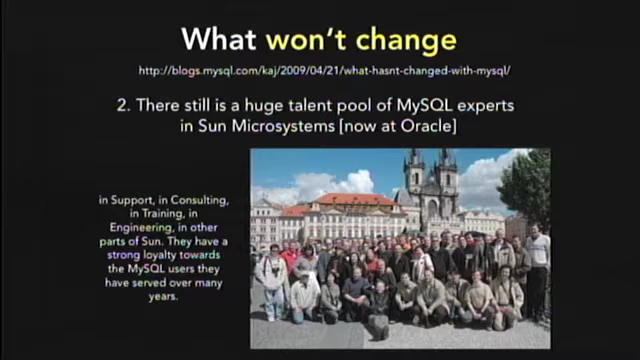 What won't change
http://blogs.mysql.com/kaj/2009/04/21/what-hasnt-changed-with-mysql/
2. There still is a huge talent pool of MySQL experts
in Sun Microsystems [now at Oracle]
in Support, in Consulting,
in Training, in
Engineering, in other
parts of Sun. They have a
strong loyalty towards
the MySQL users they
have served over many
years.